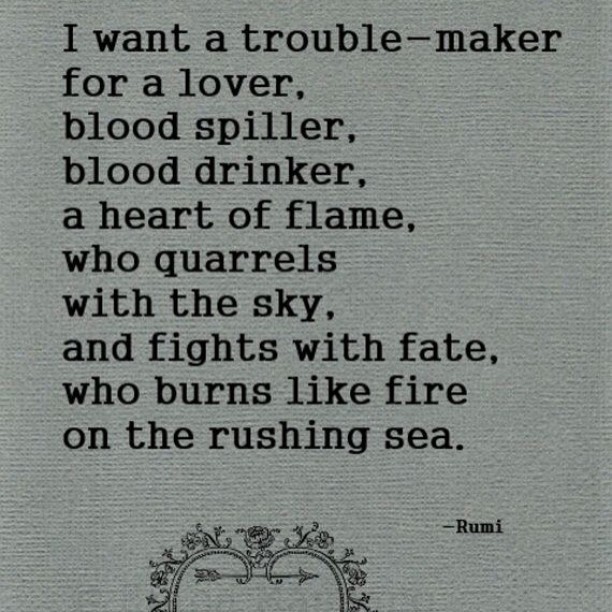 I want a trouble-maker
for a lover,
blood spiller,
blood drinker,
a heart of flame,
who quarrels
with the sky,
and fights with fate,
who burns like fire
on the rushing sea.
-Rumi